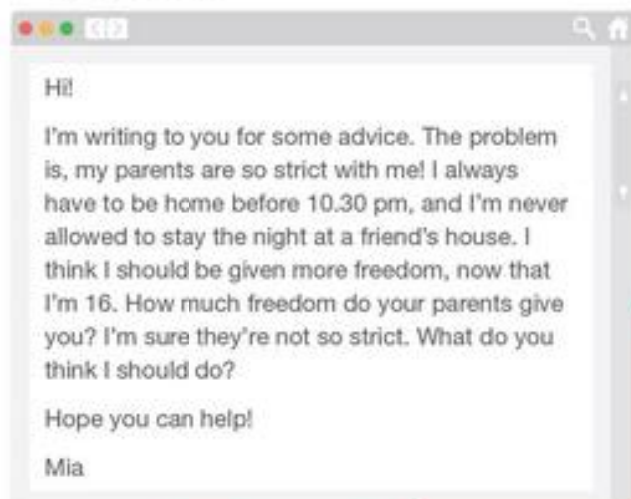 Hi!
I'm writing to you for some advice. The problem
is, my parents are so strict with me! I always
have to be home before 10.30 pm, and I'm never
allowed to stay the night at a friend's house. I
think I should be given more freedom, now that
I'm 16. How much freedom do your parents give
you? I'm sure they're not so strict. What do you
think I should do?
Hope you can help!
Mia